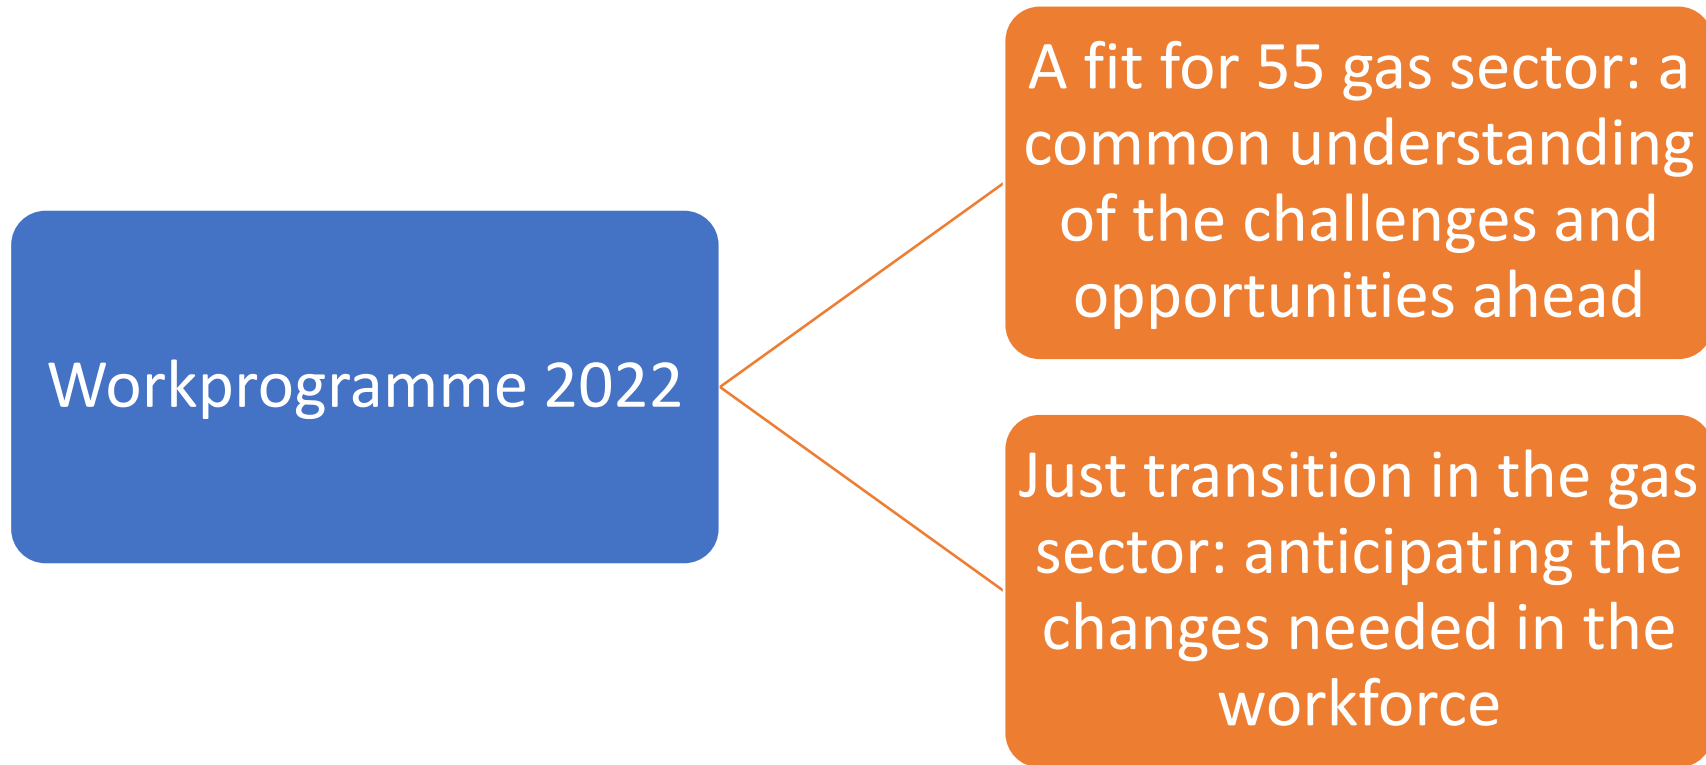 Workprogramme 2022
A fit for 55 gas sector: a
common understanding
of the challenges and
opportunities ahead
Just transition in the gas
sector: anticipating the
changes needed in the
workforce